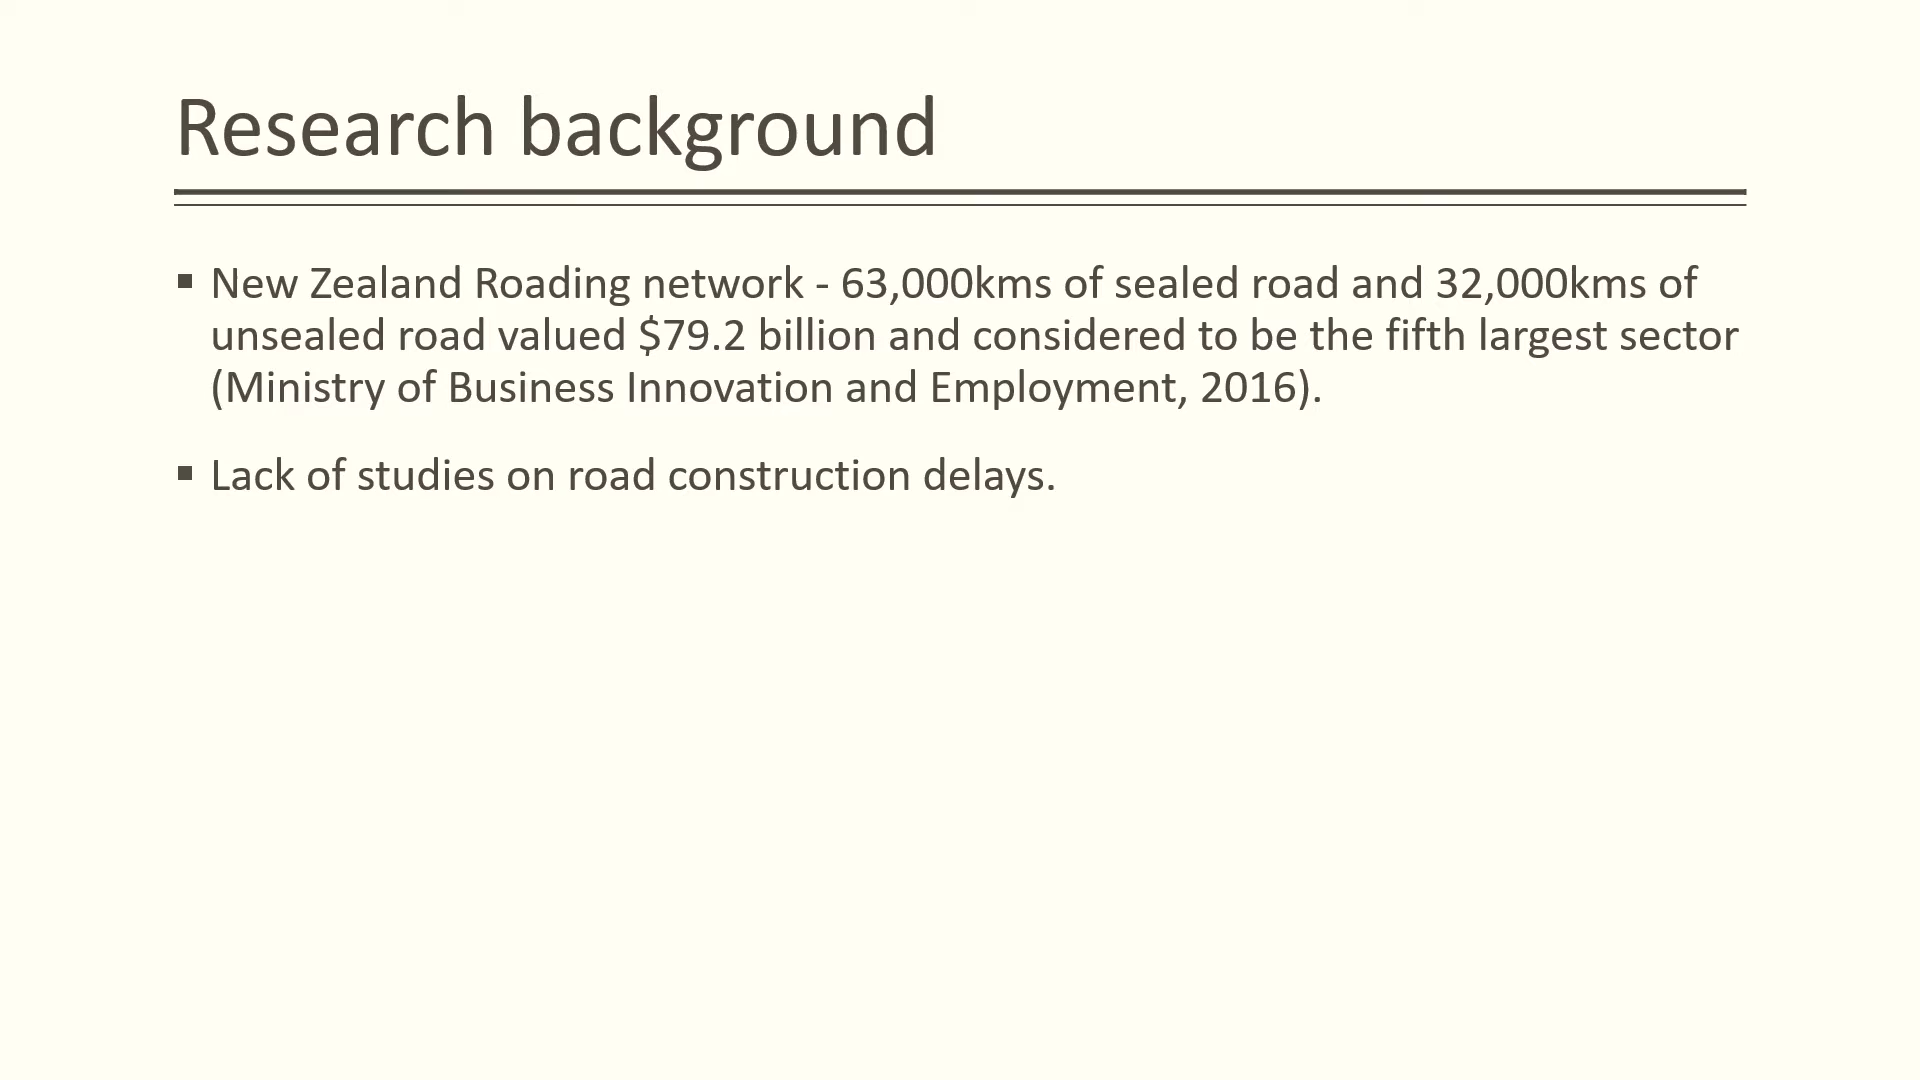 Research background
▪ New Zealand Roading network - 63,000kms of sealed road and 32,000kms of
unsealed road valued $79.2 billion and considered to be the fifth largest sector
(Ministry of Business Innovation and Employment, 2016).
▪ Lack of studies on road construction delays.